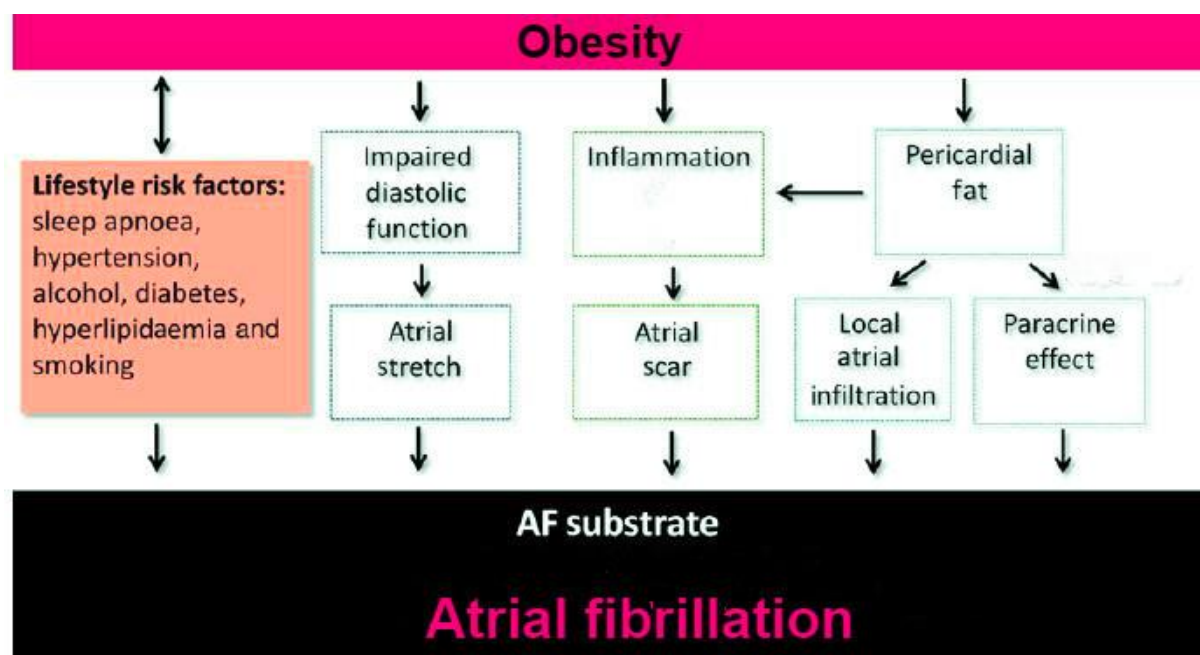 Obesity
Lifestyle risk factors:
sleep apnoea,
hypertension,
alcohol, diabetes,
hyperlipidaemia and
smoking
Impaired
diastolic
function
Inflammation
Pericardial
fat
Atrial
stretch
Atrial
scar
Local
atrial
infiltration
Paracrine
effect
AF substrate
Atrial fibrillation